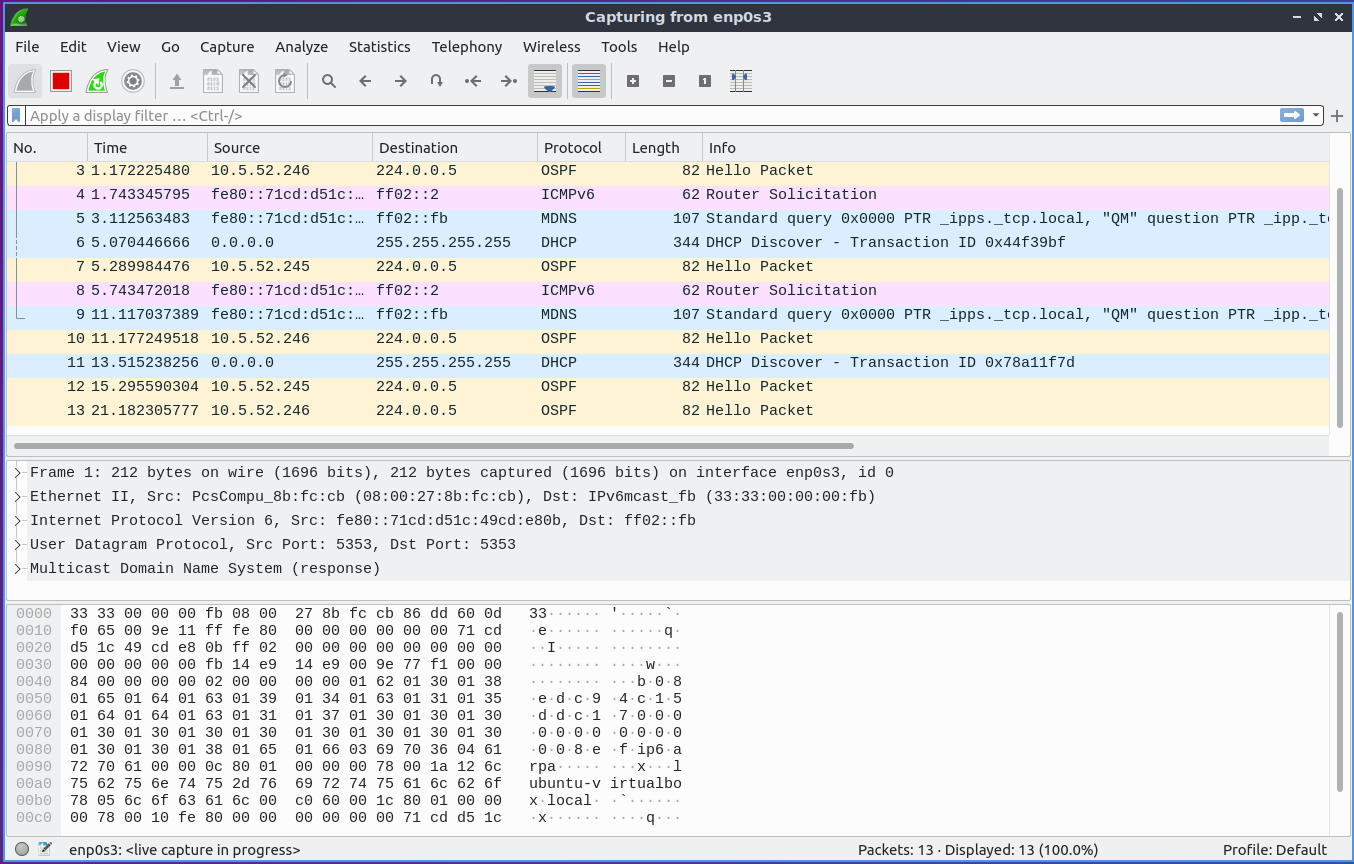 Capturing from enp0s3
File Edit View Go Capture Analyze Statistics Telephony Wireless Tools Help
Apply a display filter … <Ctrl-/>
No. Time Source Destination Protocol Length Info
3 1.172225480 10.5.52.246 224.0.0.5 OSPF 82 Hello Packet
4 1.743345795 fe80::71cd:d51c:… ff02::2 ICMPv6 62 Router Solicitation
5 3.112563483 fe80::71cd:d51c:… ff02::fb MDNS 107 Standard query 0x0000 PTR _ipps._tcp.local, "QM" question PTR _ipp._tc
6 5.070446666 0.0.0.0 255.255.255.255 DHCP 344 DHCP Discover - Transaction ID 0x44f39bf
7 5.289984476 10.5.52.245 224.0.0.5 OSPF 82 Hello Packet
8 5.743472018 fe80::71cd:d51c:… ff02::2 ICMPv6 62 Router Solicitation
9 11.117037389 fe80::71cd:d51c:… ff02::fb MDNS 107 Standard query 0x0000 PTR _ipps._tcp.local, "QM" question PTR _ipp._tc
10 11.177249518 10.5.52.246 224.0.0.5 OSPF 82 Hello Packet
11 13.515238256 0.0.0.0 255.255.255.255 DHCP 344 DHCP Discover - Transaction ID 0x78a11f7d
12 15.295590304 10.5.52.245 224.0.0.5 OSPF 82 Hello Packet
13 21.182305777 10.5.52.246 224.0.0.5 OSPF 82 Hello Packet
Frame 1: 212 bytes on wire (1696 bits), 212 bytes captured (1696 bits) on interface enp0s3, id 0
Ethernet II, Src: PcsCompu_8b:fc:cb (08:00:27:8b:fc:cb), Dst: IPv6mcast_fb (33:33:00:00:00:fb)
Internet Protocol Version 6, Src: fe80::71cd:d51c:49cd:e80b, Dst: ff02::fb
User Datagram Protocol, Src Port: 5353, Dst Port: 5353
Multicast Domain Name System (response)
0000 33 33 00 00 00 fb 08 00 27 8b fc cb 86 dd 60 0d 33······ '·····`·
0010 f0 65 00 9e 11 ff fe 80 00 00 00 00 00 00 71 cd ·e······ ······q·
0020 d5 1c 49 cd e8 0b ff 02 00 00 00 00 00 00 00 00 ··I····· ········
0030 00 00 00 00 00 fb 14 e9 14 e9 00 9e 77 f1 00 00 ········ ····w···
0040 84 00 00 00 00 02 00 00 00 00 01 62 01 30 01 38 ········ ···b·0·8
0050 01 65 01 64 01 63 01 39 01 34 01 63 01 31 01 35 ·e·d·c·9 ·4·c·1·5
0060 01 64 01 64 01 63 01 31 01 37 01 30 01 30 01 30 ·d·d·c·1 ·7·0·0·0
0070 01 30 01 30 01 30 01 30 01 30 01 30 01 30 01 30 ·0·0·0·0 ·0·0·0·0
0080 01 30 01 30 01 38 01 65 01 66 03 69 70 36 04 61 ·0·0·8·e ·f·ip6·a
0090 72 70 61 00 00 0c 80 01 00 00 00 78 00 1a 12 6c rpa····· ···x···l
00a0 75 62 75 6e 74 75 2d 76 69 72 74 75 61 6c 62 6f ubuntu-v irtualbo
00b0 78 05 6c 6f 63 61 6c 00 c0 60 00 1c 80 01 00 00 x·local· ·`······
00c0 00 78 00 10 fe 80 00 00 00 00 00 00 71 cd d5 1c ·x······ ····q···
enp0s3: <live capture in progress> Packets: 13 · Displayed: 13 (100.0%) Profile: Default